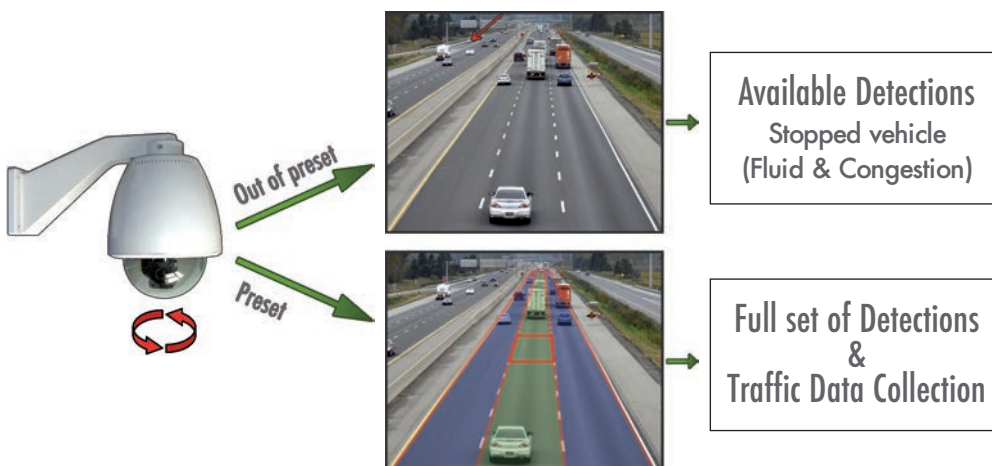 Out of preset
Available Detections
Stopped vehicle
(Fluid & Congestion)
Preset
Full set of Detections
&
Traffic Data Collection